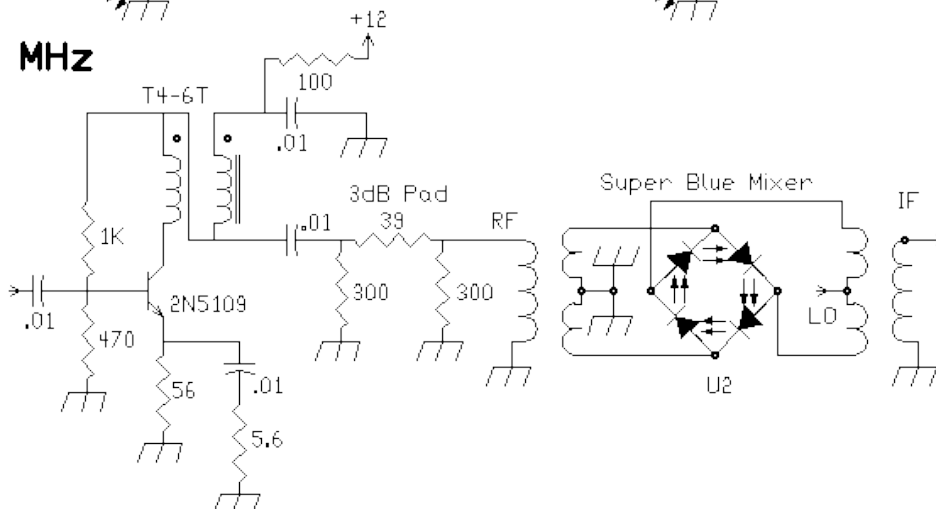 +12
MHz
100
T4-6T
.01
3dB Pad
Super Blue Mixer
.01
39
RF
IF
1K
300
300
2N5109
.01
LO
470
56
.01
U2
5.6